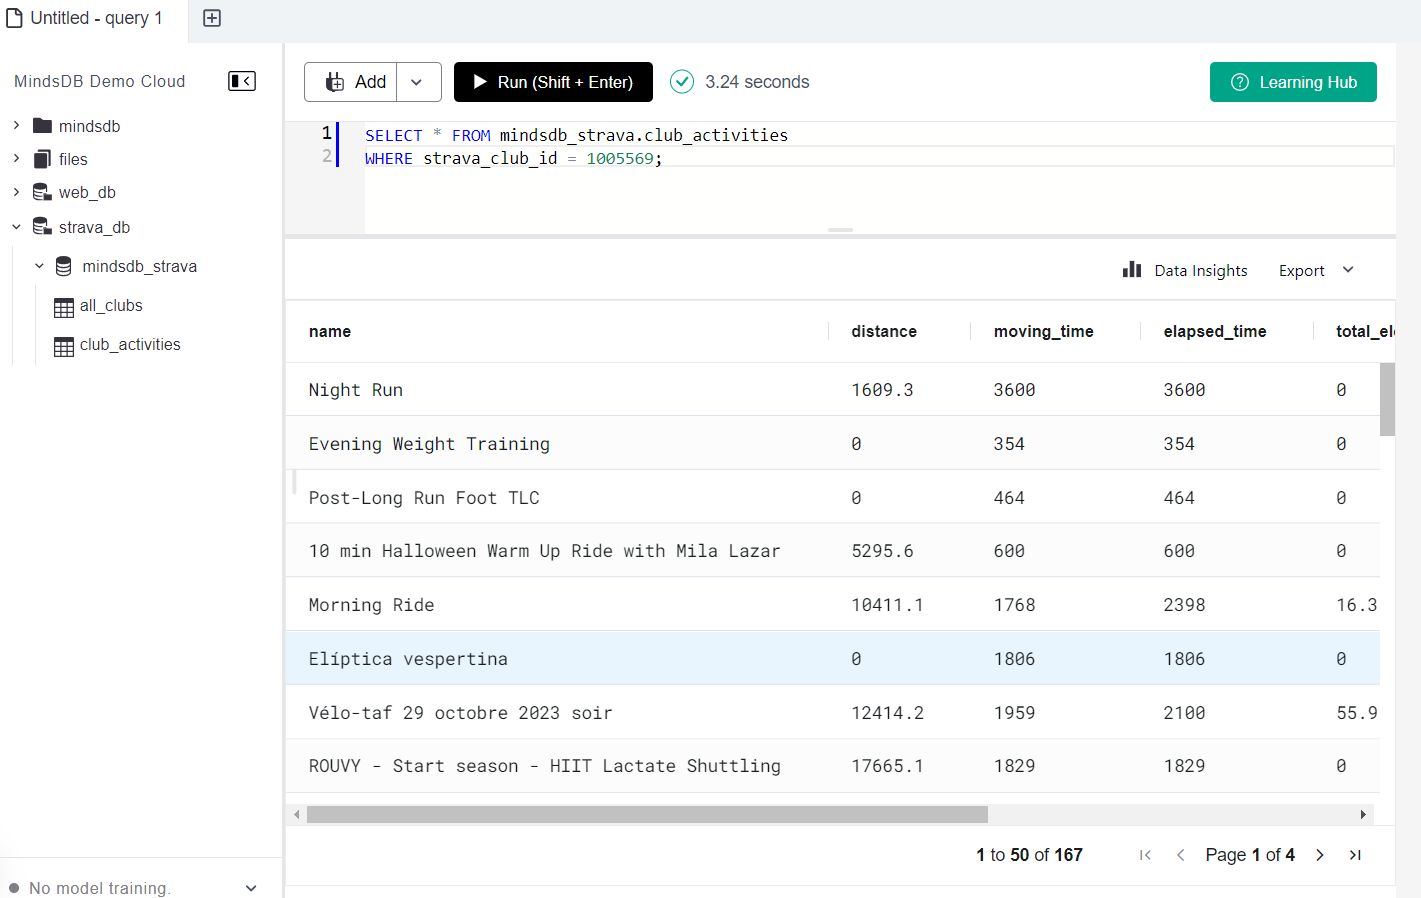 Untitled - query 1
MindsDB Demo Cloud
mindsdb
files
web_db
strava_db
mindsdb_strava
all_clubs
club_activities
No model training.
Add
Run (Shift + Enter)
3.24 seconds
Learning Hub
1 SELECT * FROM mindsdb_strava.club_activities
2 WHERE strava_club_id = 1005569;
Data Insights Export
name distance moving_time elapsed_time total_ele
Night Run 1609.3 3600 3600 0
Evening Weight Training 0 354 354 0
Post-Long Run Foot TLC 0 464 464 0
10 min Halloween Warm Up Ride with Mila Lazar 5295.6 600 600 0
Morning Ride 10411.1 1768 2398 16.3
Elíptica vespertina 0 1806 1806 0
Vélo-taf 29 octobre 2023 soir 12414.2 1959 2100 55.9
ROUVY - Start season - HIIT Lactate Shuttling 17665.1 1829 1829 0
1 to 50 of 167 Page 1 of 4